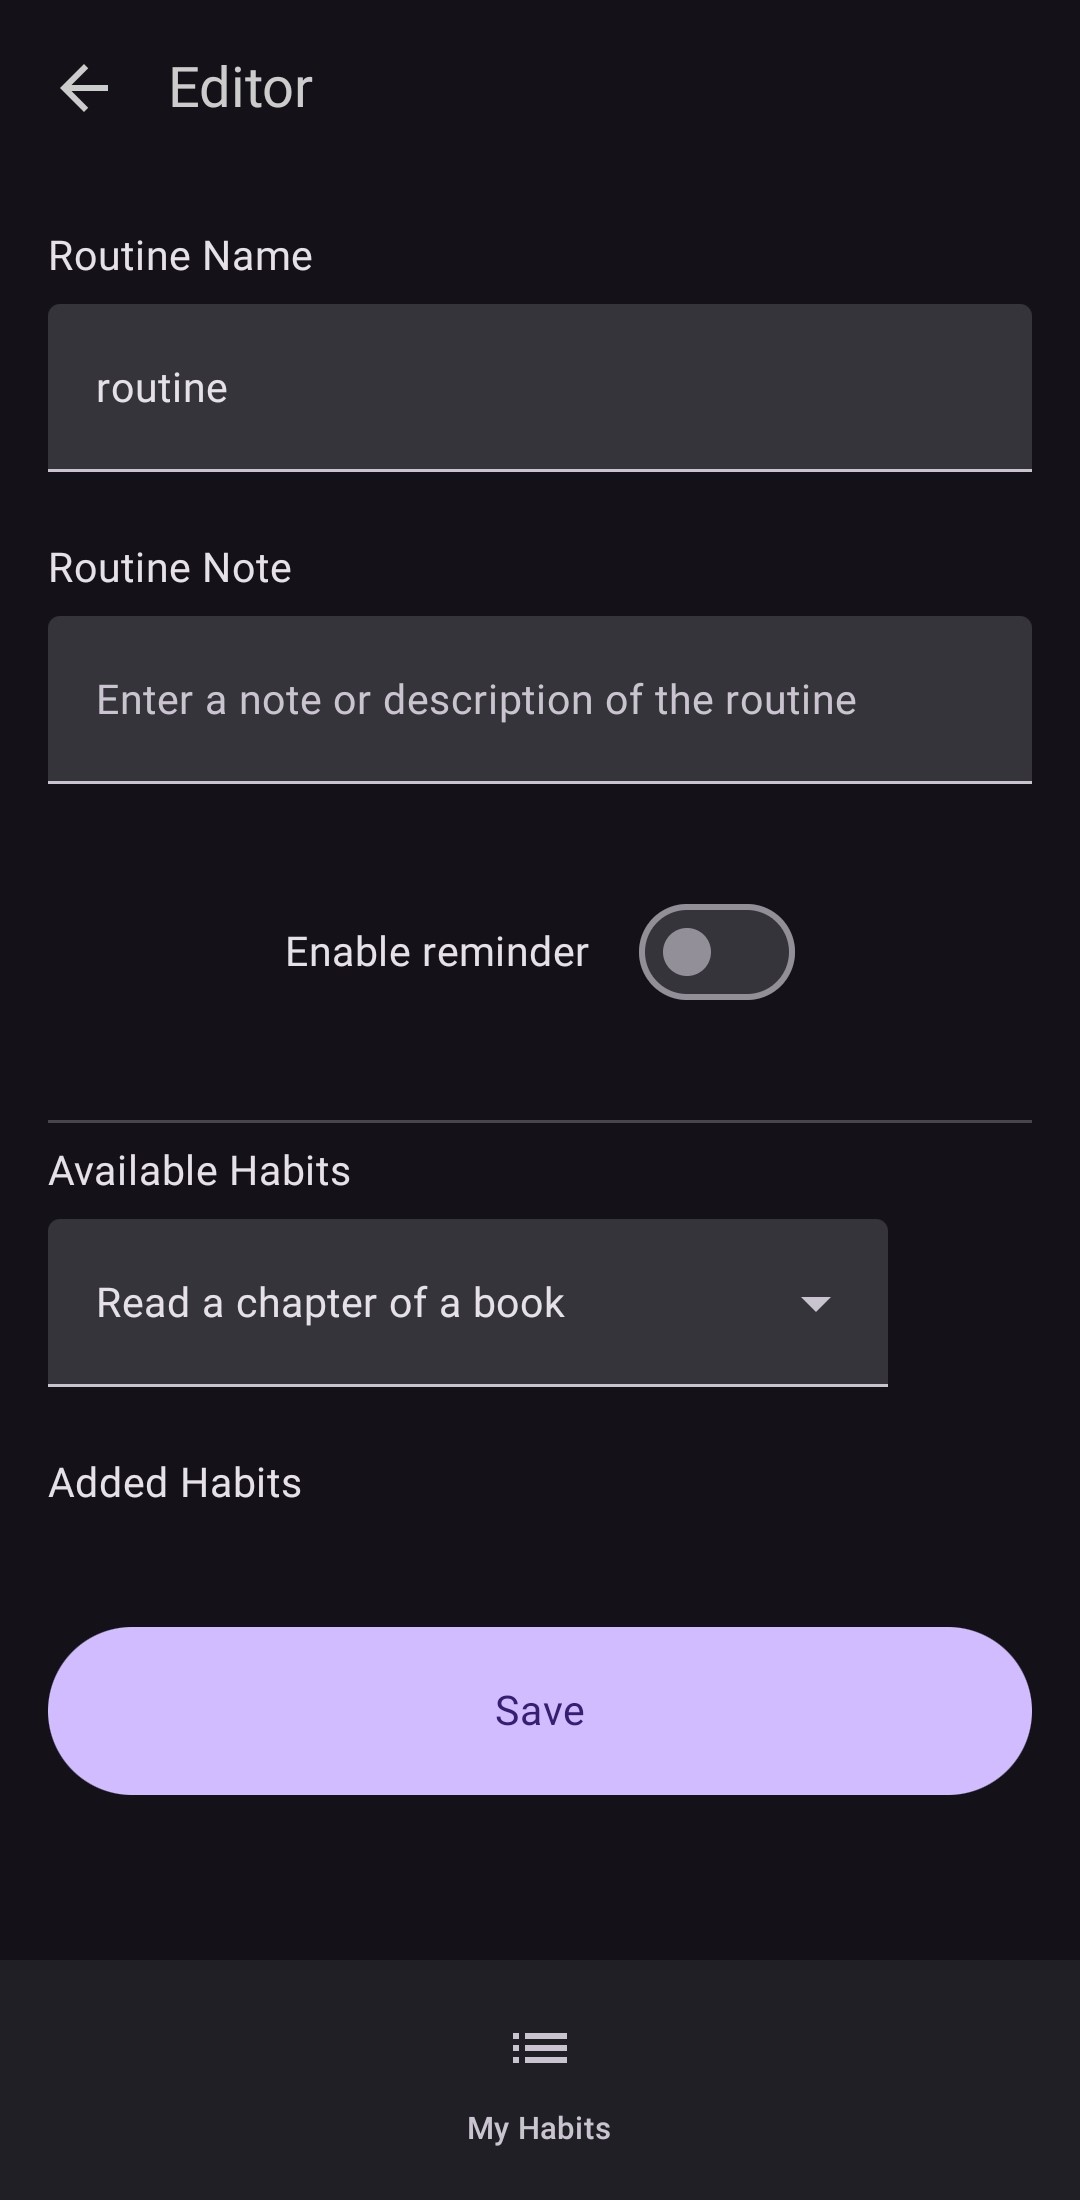 Editor
Routine Name
routine
Routine Note
Enter a note or description of the routine
Enable reminder
Available Habits
Read a chapter of a book
Added Habits
Save
My Habits